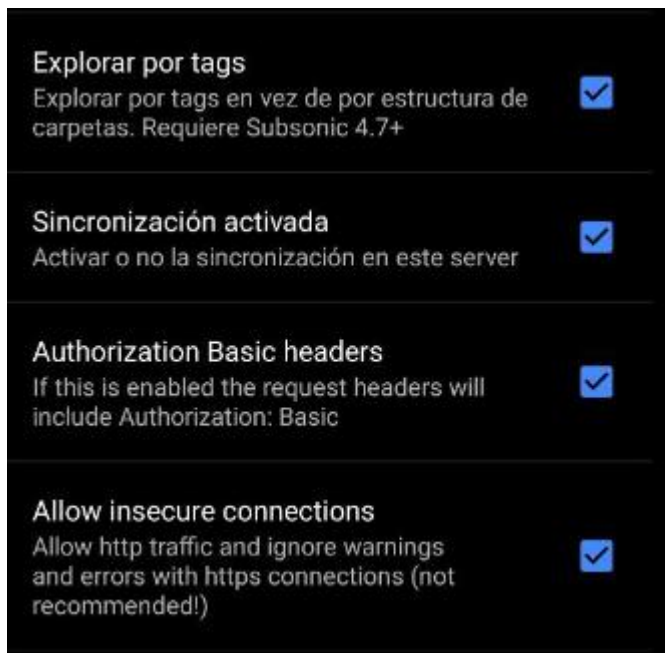 Explorar por tags
Explorar por tags en vez de por estructura de
carpetas. Requiere Subsonic 4.7+
Sincronización activada
Activar o no la sincronización en este server
Authorization Basic headers
If this is enabled the request headers will
include Authorization: Basic
Allow insecure connections
Allow http traffic and ignore warnings
and errors with https connections (not
recommended!)